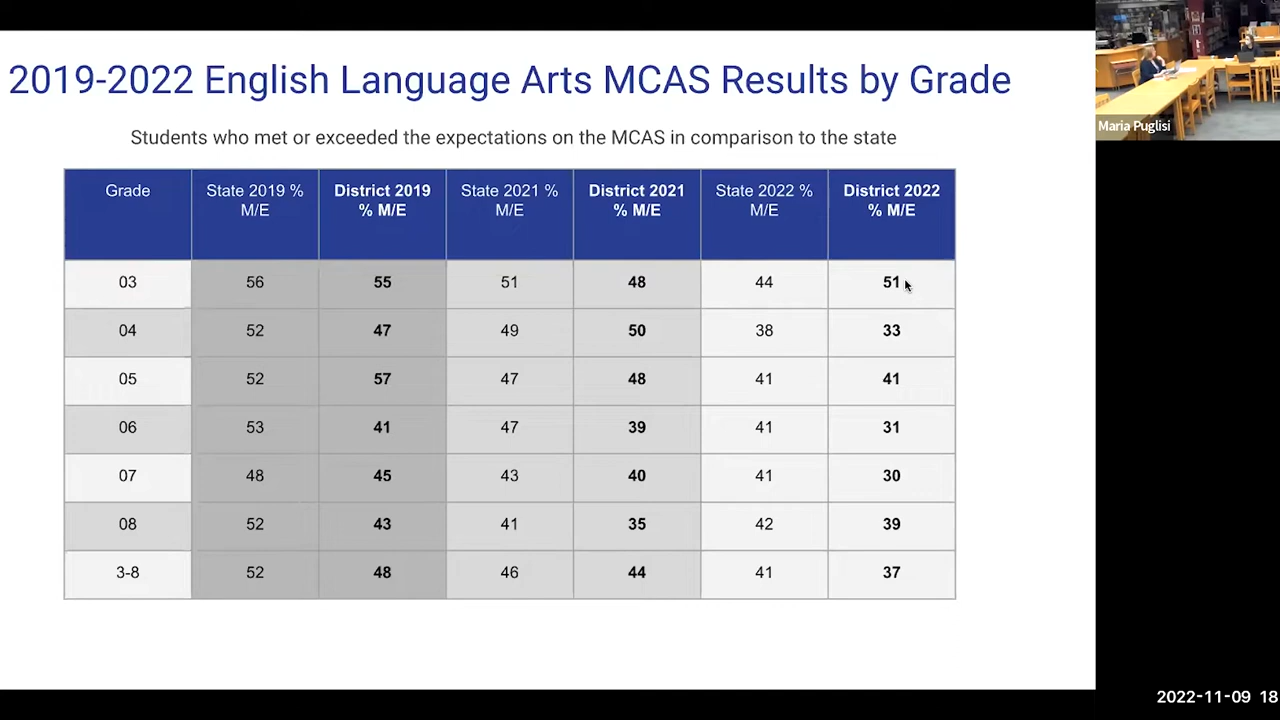 2019-2022 English Language Arts MCAS Results by Grade
Students who met or exceeded the expectations on the MCAS in comparison to the state
Grade State 2019 % District 2019 State 2021 % District 2021 State 2022 % District 2022
M/E % M/E M/E % M/E M/E % M/E
03 56 55 51 48 44 51
04 52 47 49 50 38 33
05 52 57 47 48 41 41
06 53 41 47 39 41 31
07 48 45 43 40 41 30
08 52 43 41 35 42 39
3-8 52 48 46 44 41 37
Maria Puglisi
2022-11-09 18